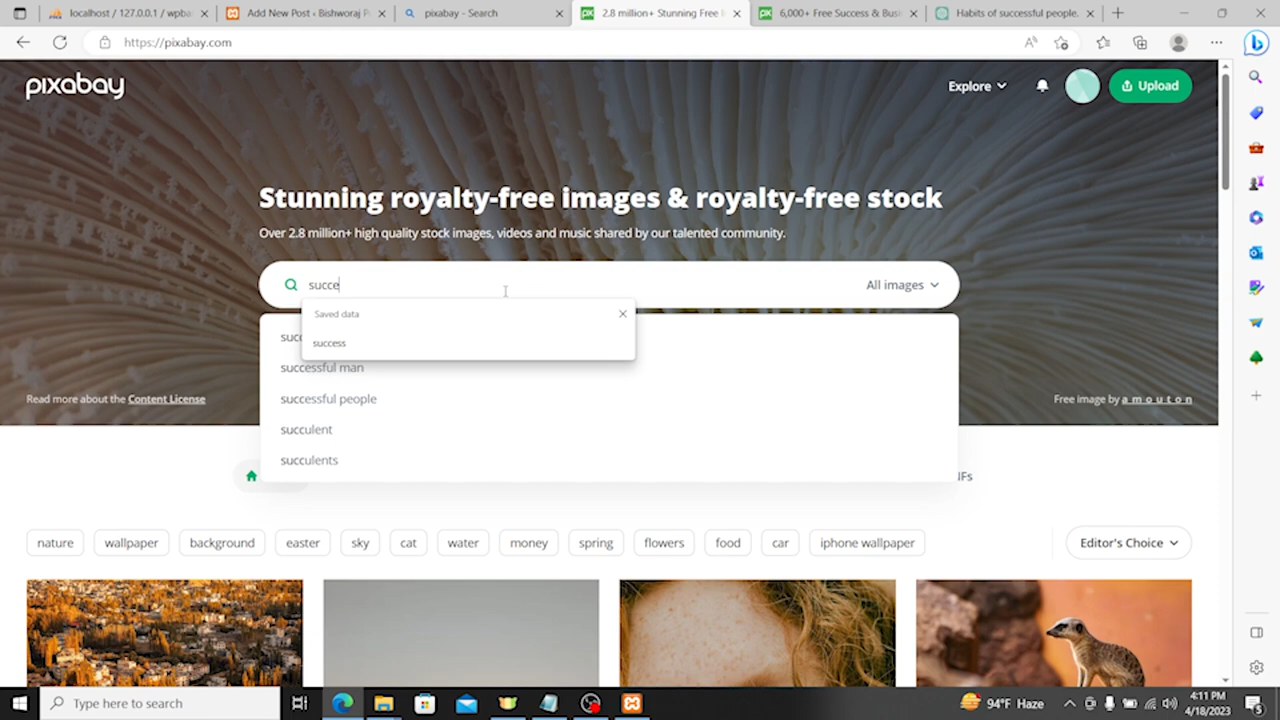 localhost / 127.0.0.1 / wpba
Add New Post ‹ Bishworaj P
pixabay - Search
2.8 million+ Stunning Free I
6,000+ Free Success & Busi
Habits of successful people.
https://pixabay.com
pixabay
Explore
Upload
Stunning royalty-free images & royalty-free stock
Over 2.8 million+ high quality stock images, videos and music shared by our talented community.
succe
All images
Saved data
success
succ
successful man
successful people
succulent
succulents
Read more about the Content License
Free image by a m o u t o n
IFs
nature
wallpaper
background
easter
sky
cat
water
money
spring
flowers
food
car
iphone wallpaper
Editor's Choice
Type here to search
94°F Haze
4:11 PM
4/18/2023
5